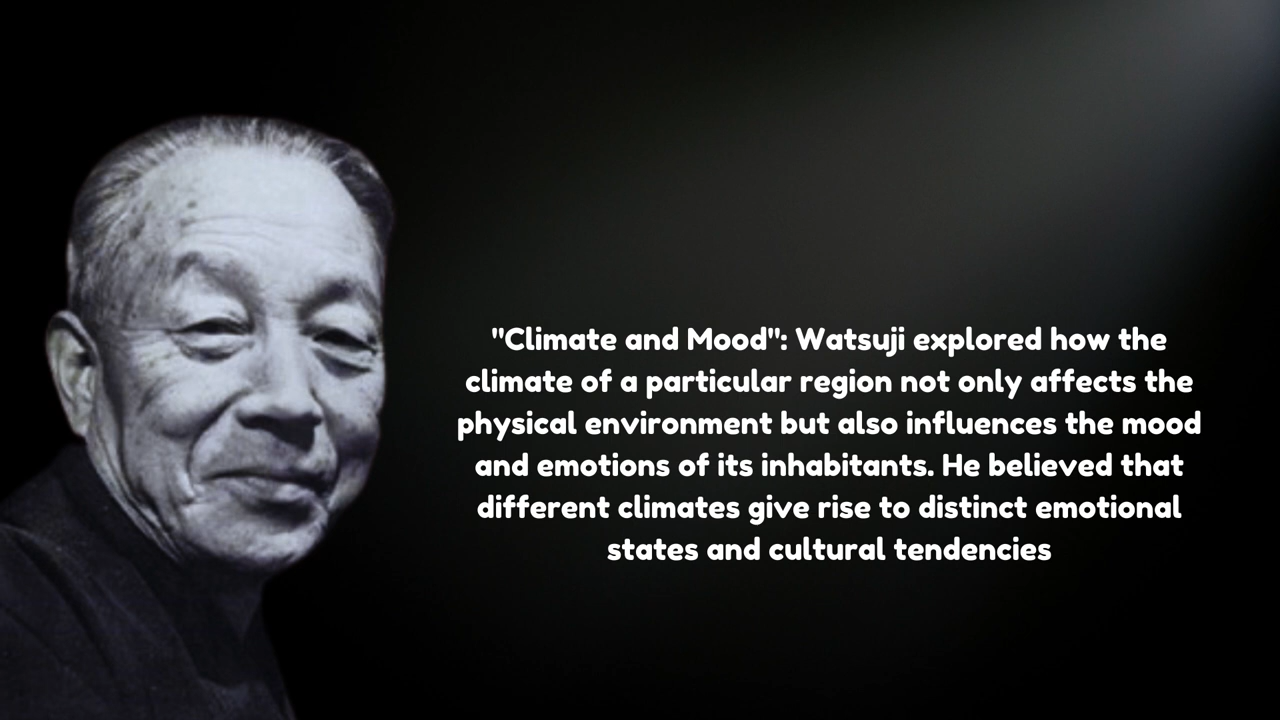 "Climate and Mood": Watsuji explored how the
climate of a particular region not only affects the
physical environment but also influences the mood
and emotions of its inhabitants. He believed that
different climates give rise to distinct emotional
states and cultural tendencies